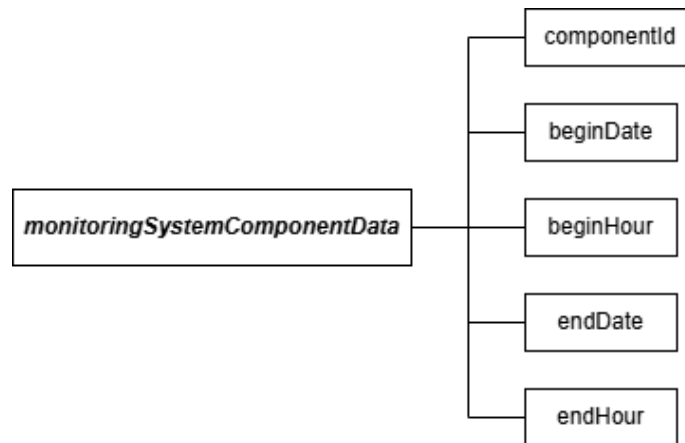 componentId
beginDate
monitoringSystemComponentData
beginHour
endDate
endHour